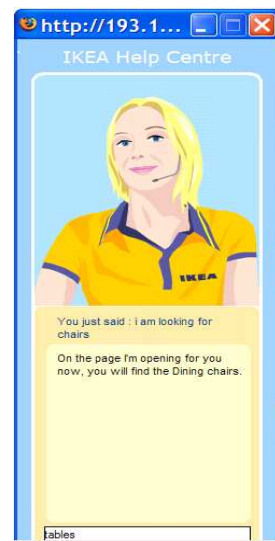 http://193.1...
IKEA Help Centre
IKEA
You just said : i am looking for
chairs
On the page I'm opening for you
now, you will find the Dining chairs.
tables